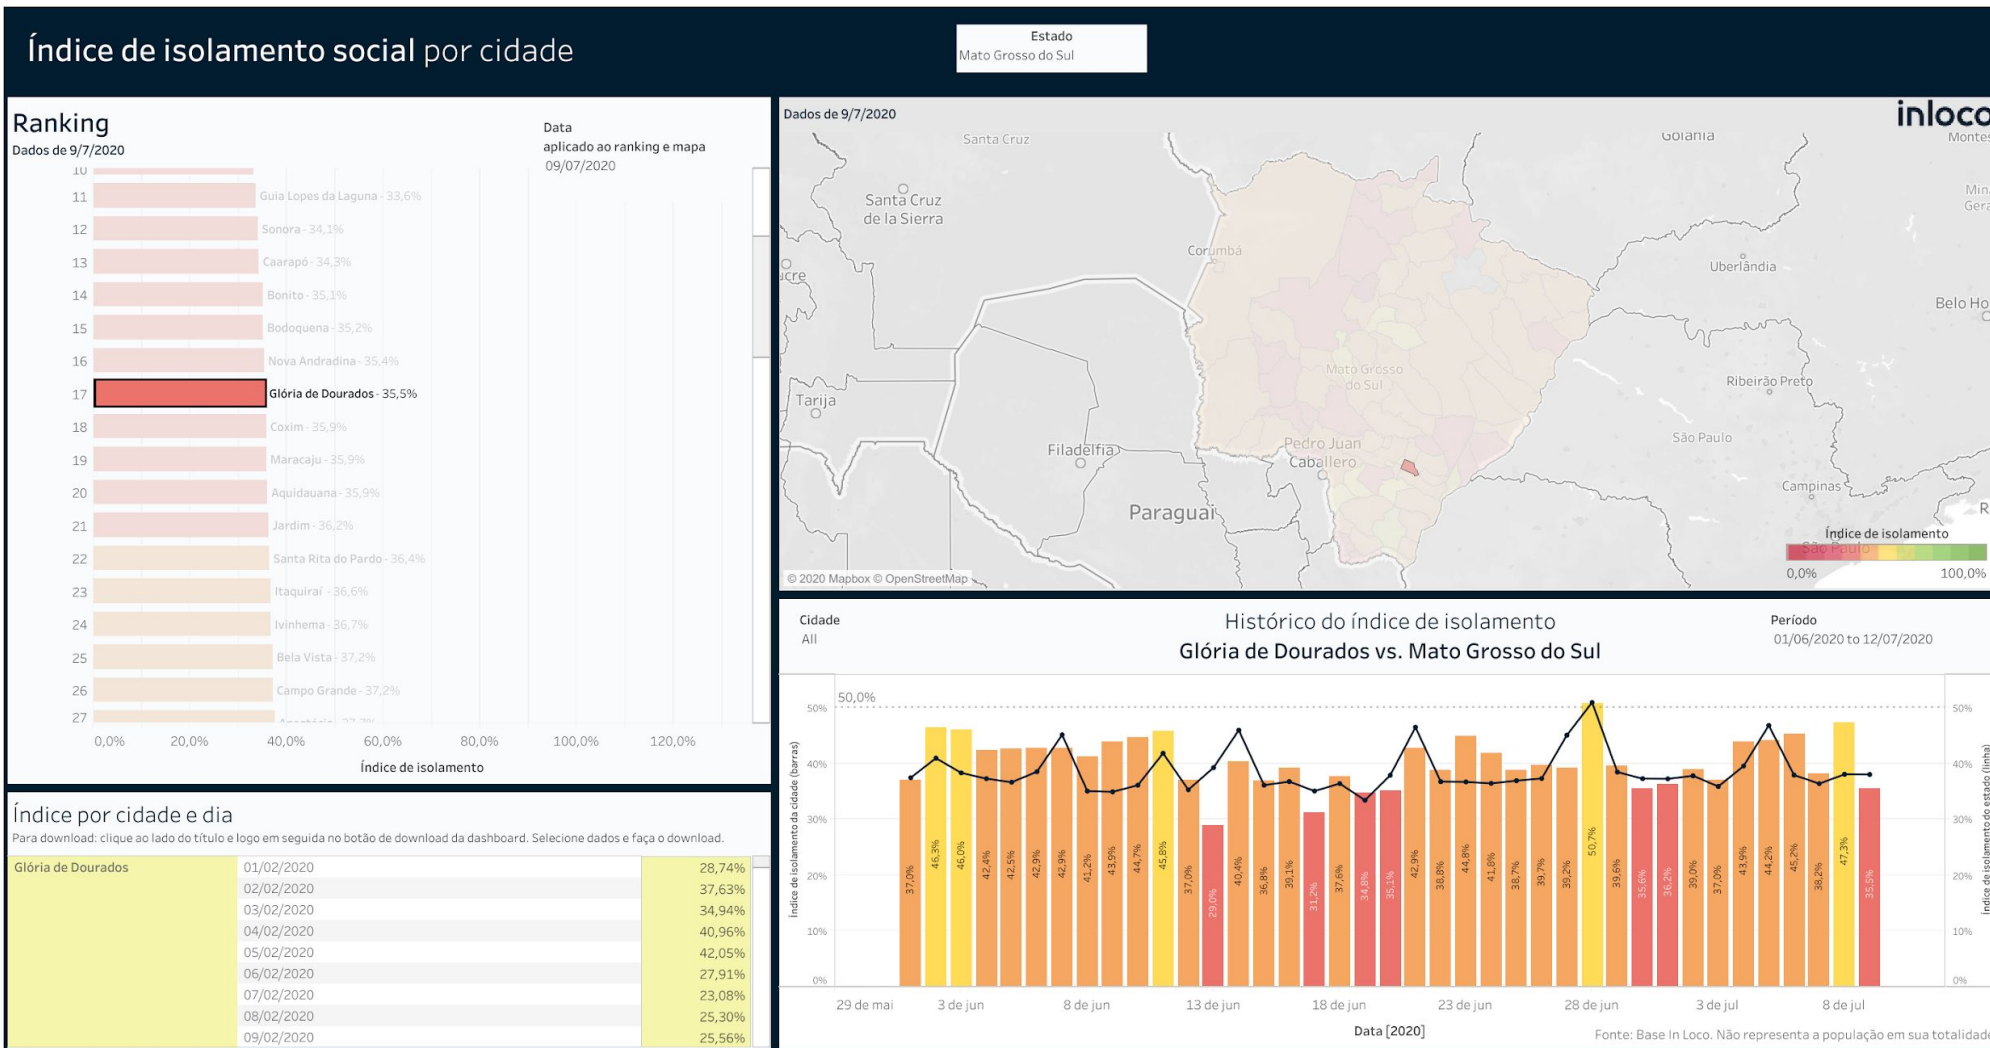 Índice de isolamento social por cidade
Estado
Mato Grosso do Sul
Ranking
Dados de 9/7/2020
Data
aplicado ao ranking e mapa
09/07/2020
10
11 Guia Lopes da Laguna - 33,6%
12 Sonora - 34,1%
13 Caarapó - 34,3%
14 Bonito - 35,1%
15 Bodoquena - 35,2%
16 Nova Andradina - 35,4%
17 Glória de Dourados - 35,5%
18 Coxim - 35,9%
19 Maracaju - 35,9%
20 Aquidauana - 35,9%
21 Jardim - 36,2%
22 Santa Rita do Pardo - 36,4%
23 Itaquiraí - 36,6%
24 Ivinhema - 36,7%
25 Bela Vista - 37,2%
26 Campo Grande - 37,2%
27
0,0% 20,0% 40,0% 60,0% 80,0% 100,0% 120,0%
Índice de isolamento
Índice por cidade e dia
Para download: clique ao lado do título e logo em seguida no botão de download da dashboard. Selecione dados e faça o download.
Glória de Dourados 01/02/2020 28,74%
02/02/2020 37,63%
03/02/2020 34,94%
04/02/2020 40,96%
05/02/2020 42,05%
06/02/2020 27,91%
07/02/2020 23,08%
08/02/2020 25,30%
09/02/2020 25,56%
Dados de 9/7/2020
inloco
Santa Cruz
Goiânia
Montes
Santa Cruz
de la Sierra
Min
Gera
Corumbá
Uberlândia
cre
Belo Ho
Mato Grosso
do Sul
Ribeirão Preto
Tarija
São Paulo
Pedro Juan
Caballero
Filadélfia
Campinas
Paraguai
R
Índice de isolamento
São Paulo
0,0% 100,0%
© 2020 Mapbox © OpenStreetMap
Cidade
All
Histórico do índice de isolamento
Glória de Dourados vs. Mato Grosso do Sul
Período
01/06/2020 to 12/07/2020
50,0%
50%
40%
30%
20%
10%
0%
Índice de isolamento da cidade (barras)
37,0% 46,3% 46,0% 42,4% 42,5% 42,9% 42,9% 41,2% 43,9% 44,7% 45,8% 37,0% 29,0% 40,4% 36,8% 39,1% 31,2% 37,6% 34,8% 35,1% 42,9% 38,8% 44,8% 41,8% 38,7% 39,7% 39,2% 50,7% 39,6% 35,6% 36,2% 39,0% 37,0% 43,9% 44,2% 45,2% 38,2% 47,3% 35,5%
50%
40%
30%
20%
10%
0%
Índice de isolamento do estado (linha)
29 de mai 3 de jun 8 de jun 13 de jun 18 de jun 23 de jun 28 de jun 3 de jul 8 de jul
Data [2020]
Fonte: Base In Loco. Não representa a população em sua totalidade